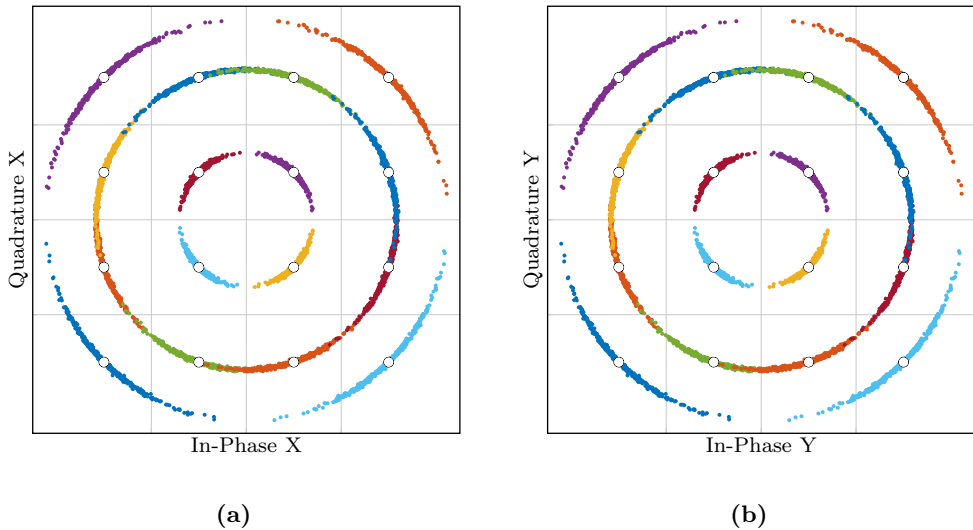 Quadrature X
In-Phase X
(a)
Quadrature Y
In-Phase Y
(b)